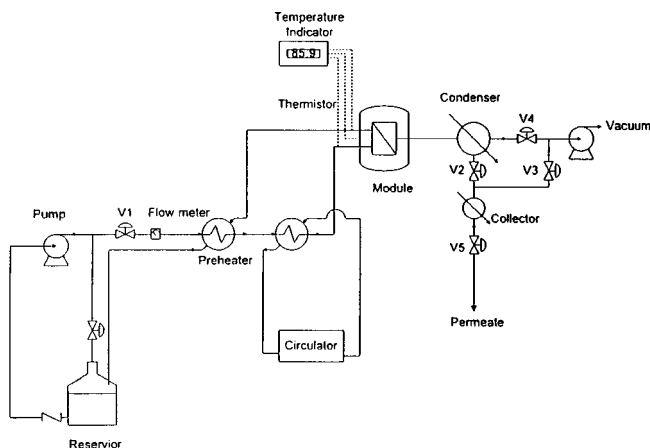 Temperature
Indicator
85.9
Thermistor
Condenser
V4
Vacuum
V2
V3
Module
Pump
V1
Flow meter
Collector
Preheater
V5
Circulator
Permeate
Reservior